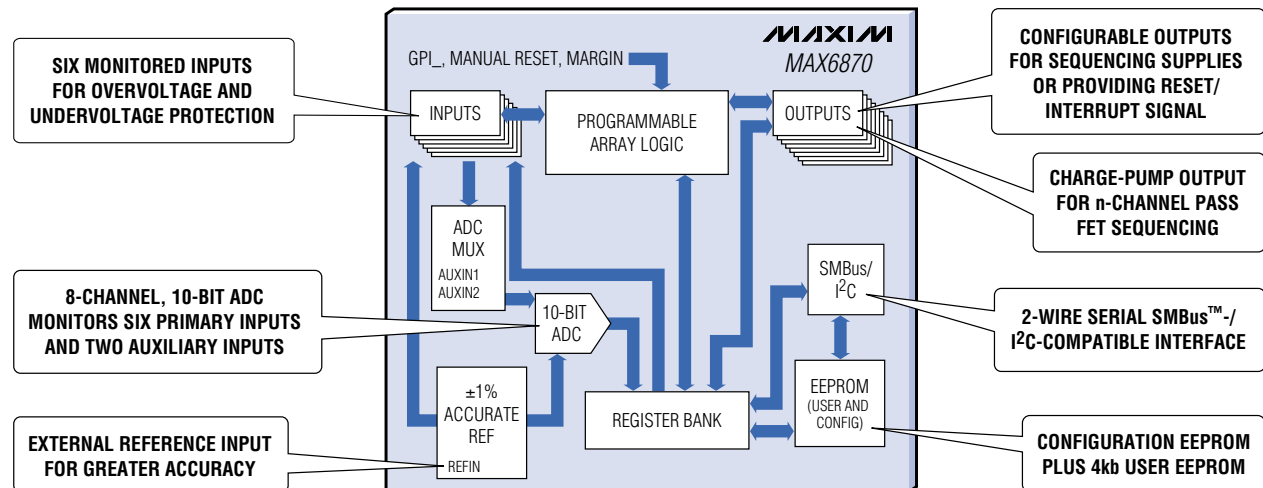 SIX MONITORED INPUTS
FOR OVERVOLTAGE AND
UNDERVOLTAGE PROTECTION
8-CHANNEL, 10-BIT ADC
MONITORS SIX PRIMARY INPUTS
AND TWO AUXILIARY INPUTS
EXTERNAL REFERENCE INPUT
FOR GREATER ACCURACY
MAXIM
MAX6870
GPI_, MANUAL RESET, MARGIN
INPUTS
PROGRAMMABLE
ARRAY LOGIC
OUTPUTS
ADC
MUX
AUXIN1
AUXIN2
10-BIT
ADC
SMBus/
I²C
±1%
ACCURATE
REF
REFIN
REGISTER BANK
EEPROM
(USER AND
CONFIG)
CONFIGURABLE OUTPUTS
FOR SEQUENCING SUPPLIES
OR PROVIDING RESET/
INTERRUPT SIGNAL
CHARGE-PUMP OUTPUT
FOR n-CHANNEL PASS
FET SEQUENCING
2-WIRE SERIAL SMBus™-/
I²C-COMPATIBLE INTERFACE
CONFIGURATION EEPROM
PLUS 4kb USER EEPROM